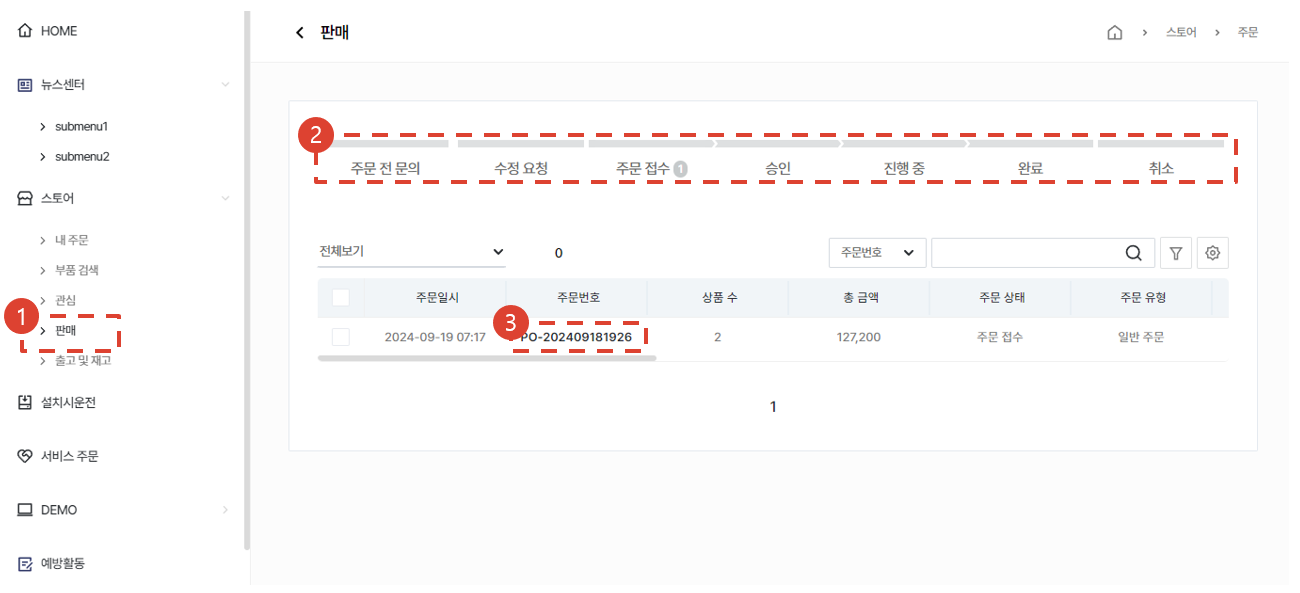 HOME
뉴스센터
submenu1
submenu2
스토어
내 주문
부품 검색
관심
1
판매
출고 및 재고
설치시운전
서비스 주문
DEMO
예방활동
판매
스토어 주문
2
주문 전 문의 수정 요청 주문 접수 1 승인 진행 중 완료 취소
전체보기 0 주문번호
주문일시 주문번호 상품 수 총 금액 주문 상태 주문 유형
3
2024-09-19 07:17 PO-202409181926 2 127,200 주문 접수 일반 주문
1